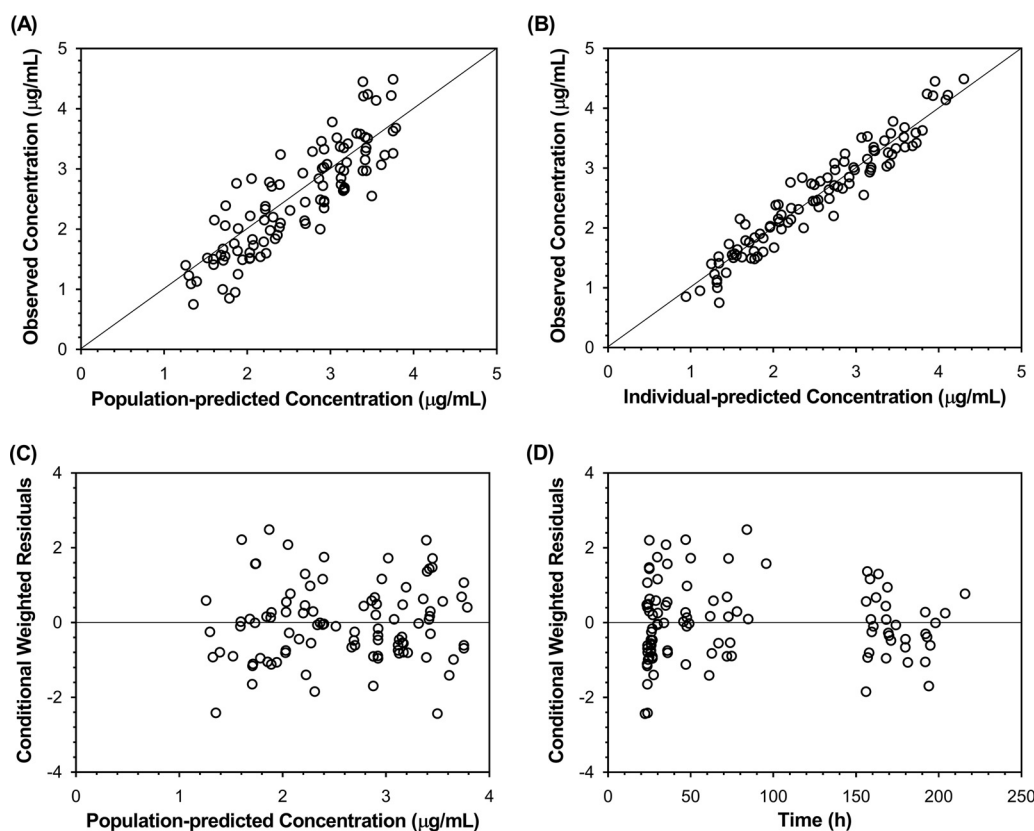 (A)
5
4
3
2
1
0
Observed Concentration (μg/mL)
0 1 2 3 4 5
Population-predicted Concentration (μg/mL)
(B)
5
4
3
2
1
0
Observed Concentration (μg/mL)
0 1 2 3 4 5
Individual-predicted Concentration (μg/mL)
(C)
4
2
0
-2
-4
Conditional Weighted Residuals
0 1 2 3 4
Population-predicted Concentration (μg/mL)
(D)
4
2
0
-2
-4
Conditional Weighted Residuals
0 50 100 150 200 250
Time (h)